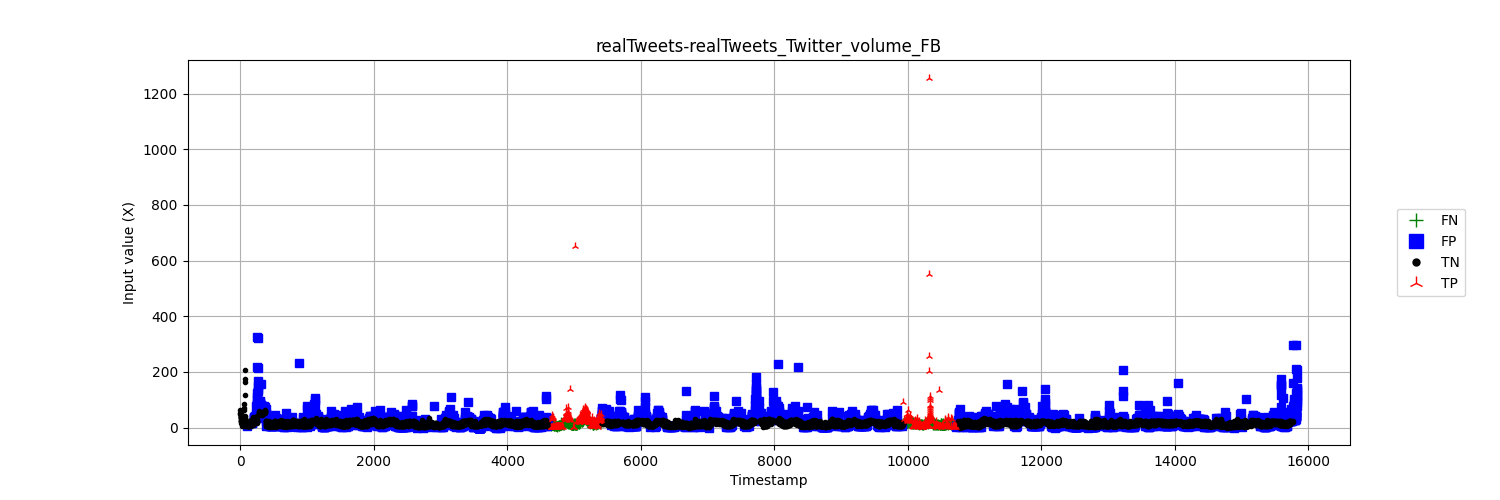 realTweets-realTweets_Twitter_volume_FB
1200
1000
800
600
400
200
0
Input value (X)
0 2000 4000 6000 8000 10000 12000 14000 16000
Timestamp
FN
FP
TN
TP